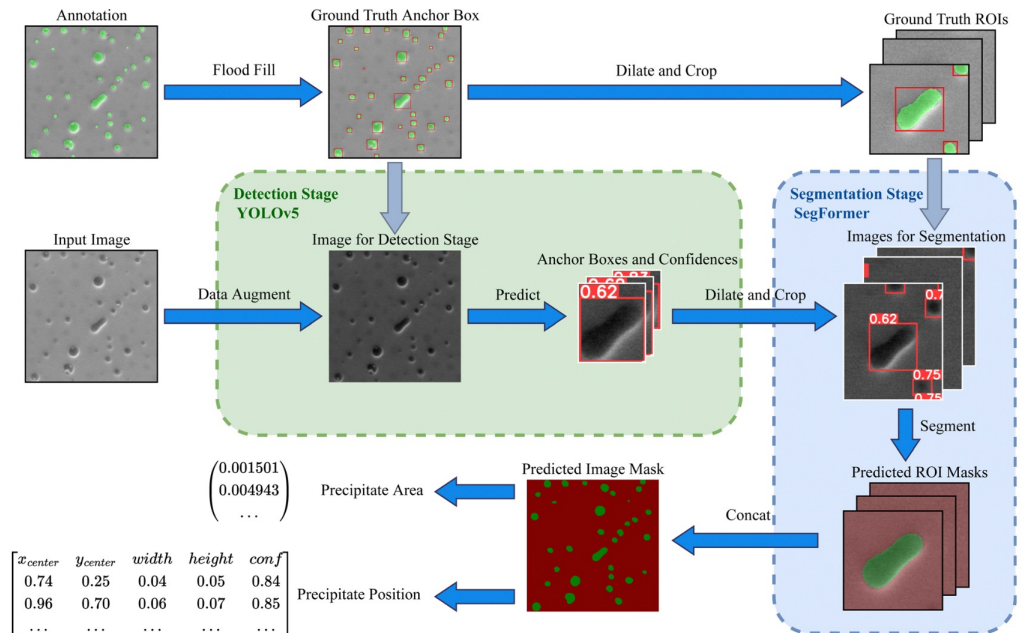 Annotation
Ground Truth Anchor Box
Ground Truth ROIs
Flood Fill
Dilate and Crop
Detection Stage
YOLOv5
Segmentation Stage
SegFormer
Input Image
Image for Detection Stage
Images for Segmentation
Anchor Boxes and Confidences
Data Augment
Predict
Dilate and Crop
0.62
0.62
0.75
0.75
Segment
Predicted Image Mask
Predicted ROI Masks
(0.001501
0.004943
...)
Precipitate Area
Concat
x_center y_center width height conf
0.74 0.25 0.04 0.05 0.84
0.96 0.70 0.06 0.07 0.85
... ... ... ... ...
Precipitate Position